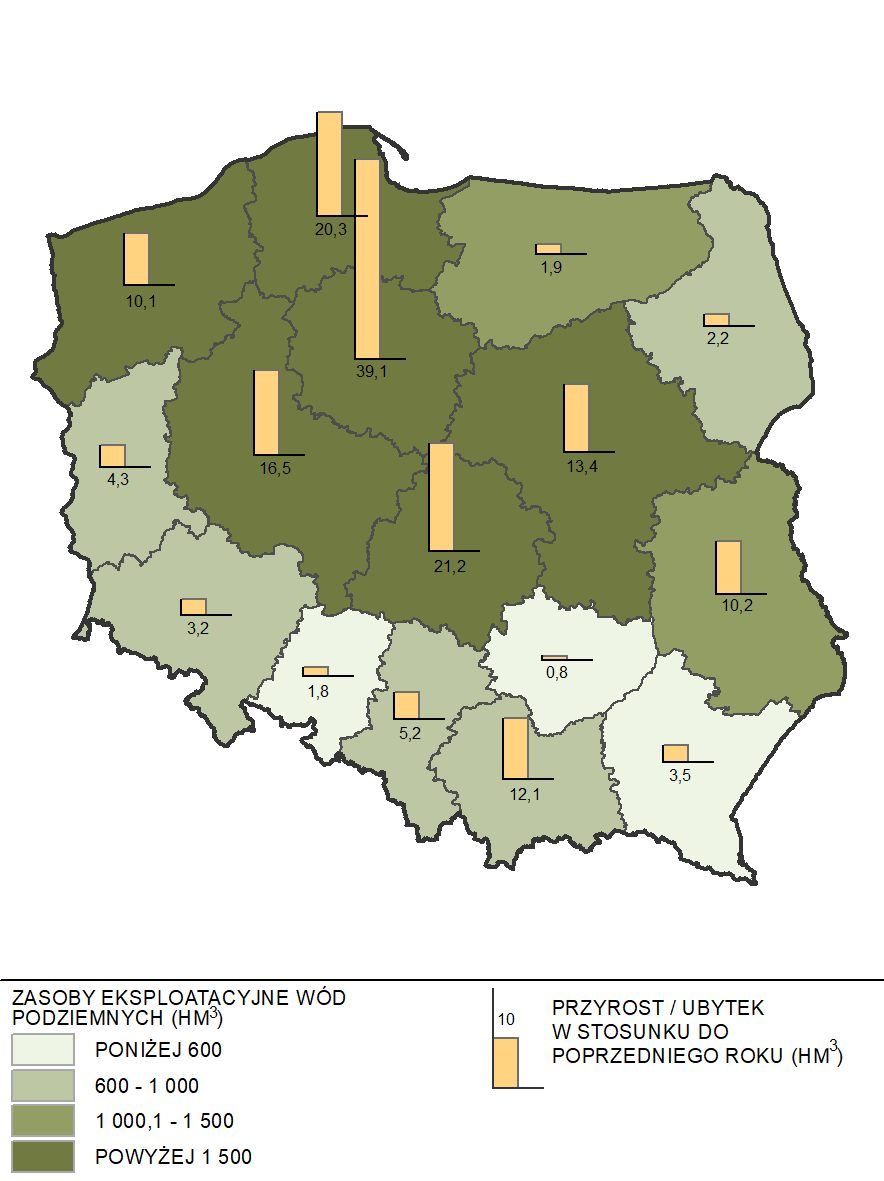 20,3
1,9
10,1
2,2
39,1
16,5
13,4
4,3
21,2
10,2
3,2
0,8
1,8
5,2
3,5
12,1
ZASOBY EKSPLOATACYJNE WÓD
PODZIEMNYCH (HM³)
PONIŻEJ 600
600 - 1 000
1 000,1 - 1 500
POWYŻEJ 1 500
10
PRZYROST / UBYTEK
W STOSUNKU DO
POPRZEDNIEGO ROKU (HM³)